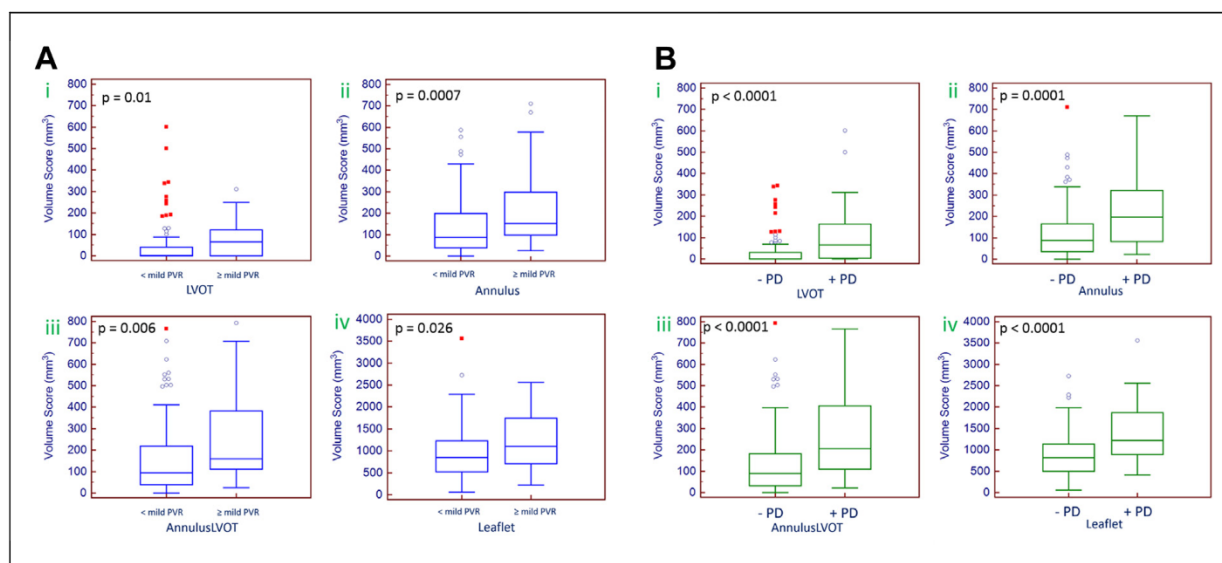 A
i
p = 0.01
Volume Score (mm³)
800
700
600
500
400
300
200
100
0
< mild PVR ≥ mild PVR
LVOT
ii
p = 0.0007
Volume Score (mm³)
800
700
600
500
400
300
200
100
0
< mild PVR ≥ mild PVR
Annulus
iii
p = 0.006
Volume Score (mm³)
800
700
600
500
400
300
200
100
0
< mild PVR ≥ mild PVR
AnnulusLVOT
iv
p = 0.026
Volume Score (mm³)
4000
3500
3000
2500
2000
1500
1000
500
0
< mild PVR ≥ mild PVR
Leaflet
B
i
p < 0.0001
Volume Score (mm³)
800
700
600
500
400
300
200
100
0
- PD + PD
LVOT
ii
p = 0.0001
Volume Score (mm³)
800
700
600
500
400
300
200
100
0
- PD + PD
Annulus
iii
p < 0.0001
Volume Score (mm³)
800
700
600
500
400
300
200
100
0
- PD + PD
AnnulusLVOT
iv
p < 0.0001
Volume Score (mm³)
4000
3500
3000
2500
2000
1500
1000
500
0
- PD + PD
Leaflet